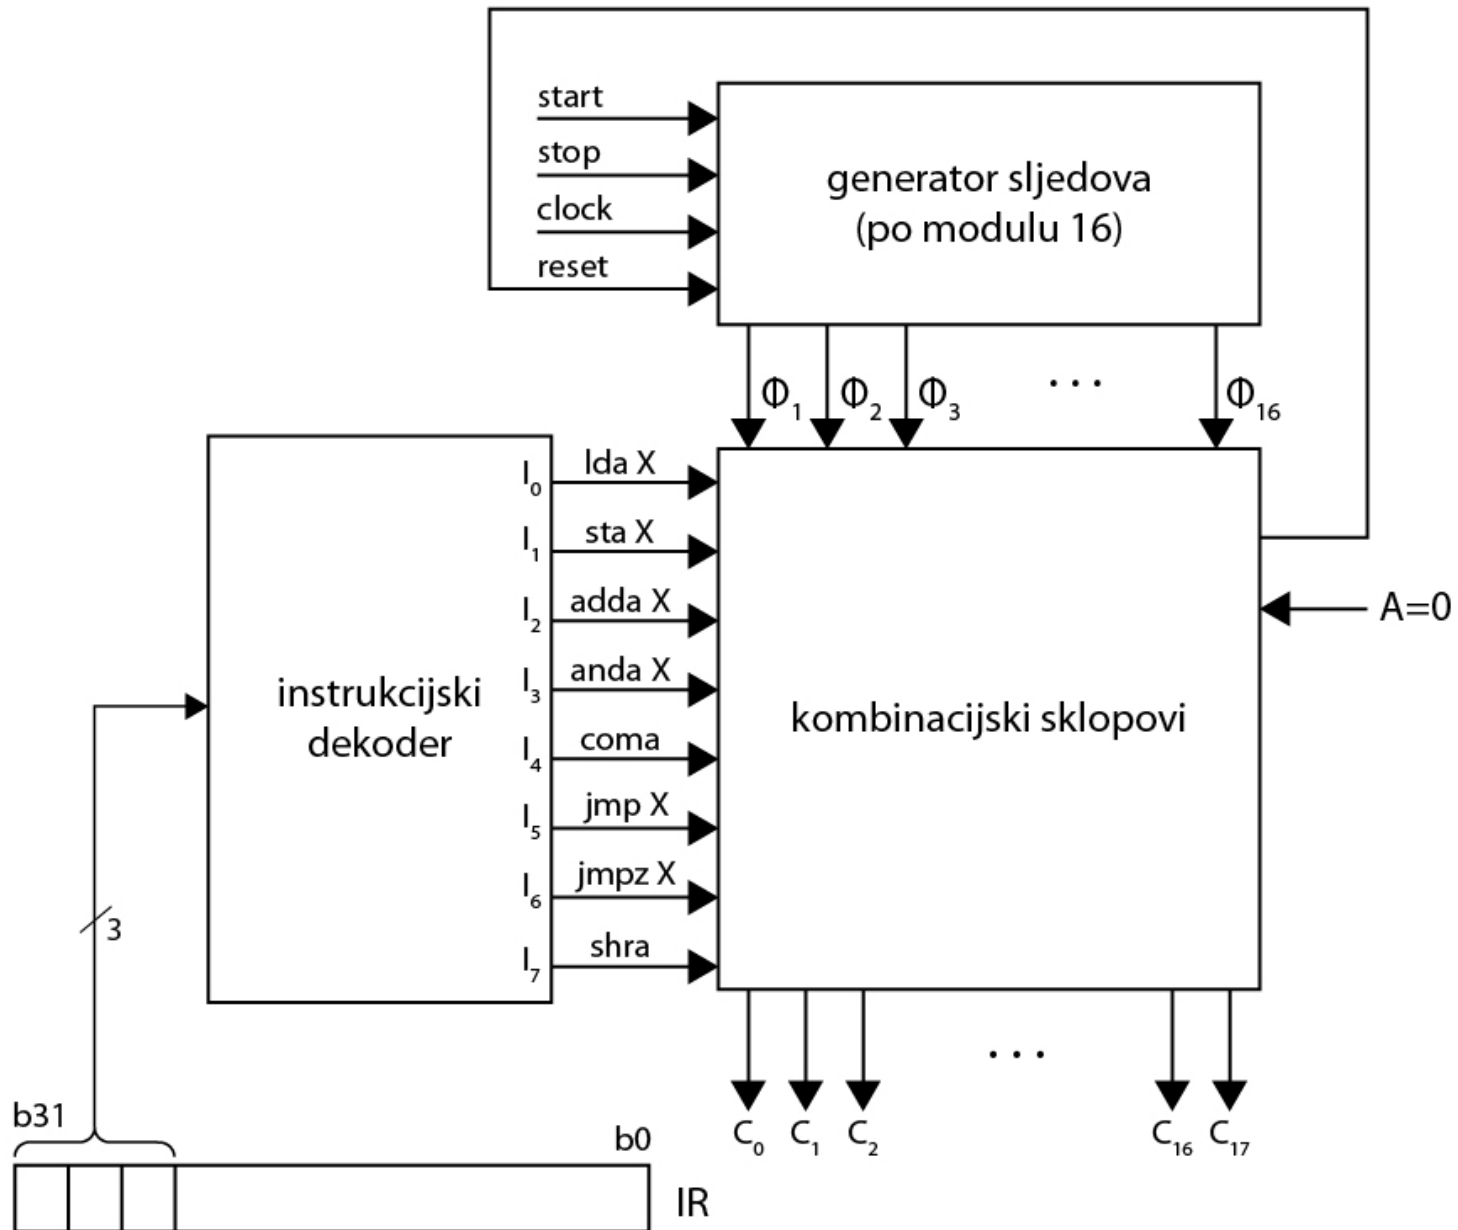 start
stop
clock
reset
generator sljedova
(po modulu 16)
Φ₁ Φ₂ Φ₃ ... Φ₁₆
instrukcijski
dekoder
I₀ lda X
I₁ sta X
I₂ adda X
I₃ anda X
I₄ coma
I₅ jmp X
I₆ jmpz X
I₇ shra
kombinacijski sklopovi
A=0
3
C₀ C₁ C₂ ... C₁₆ C₁₇
b31
b0
IR